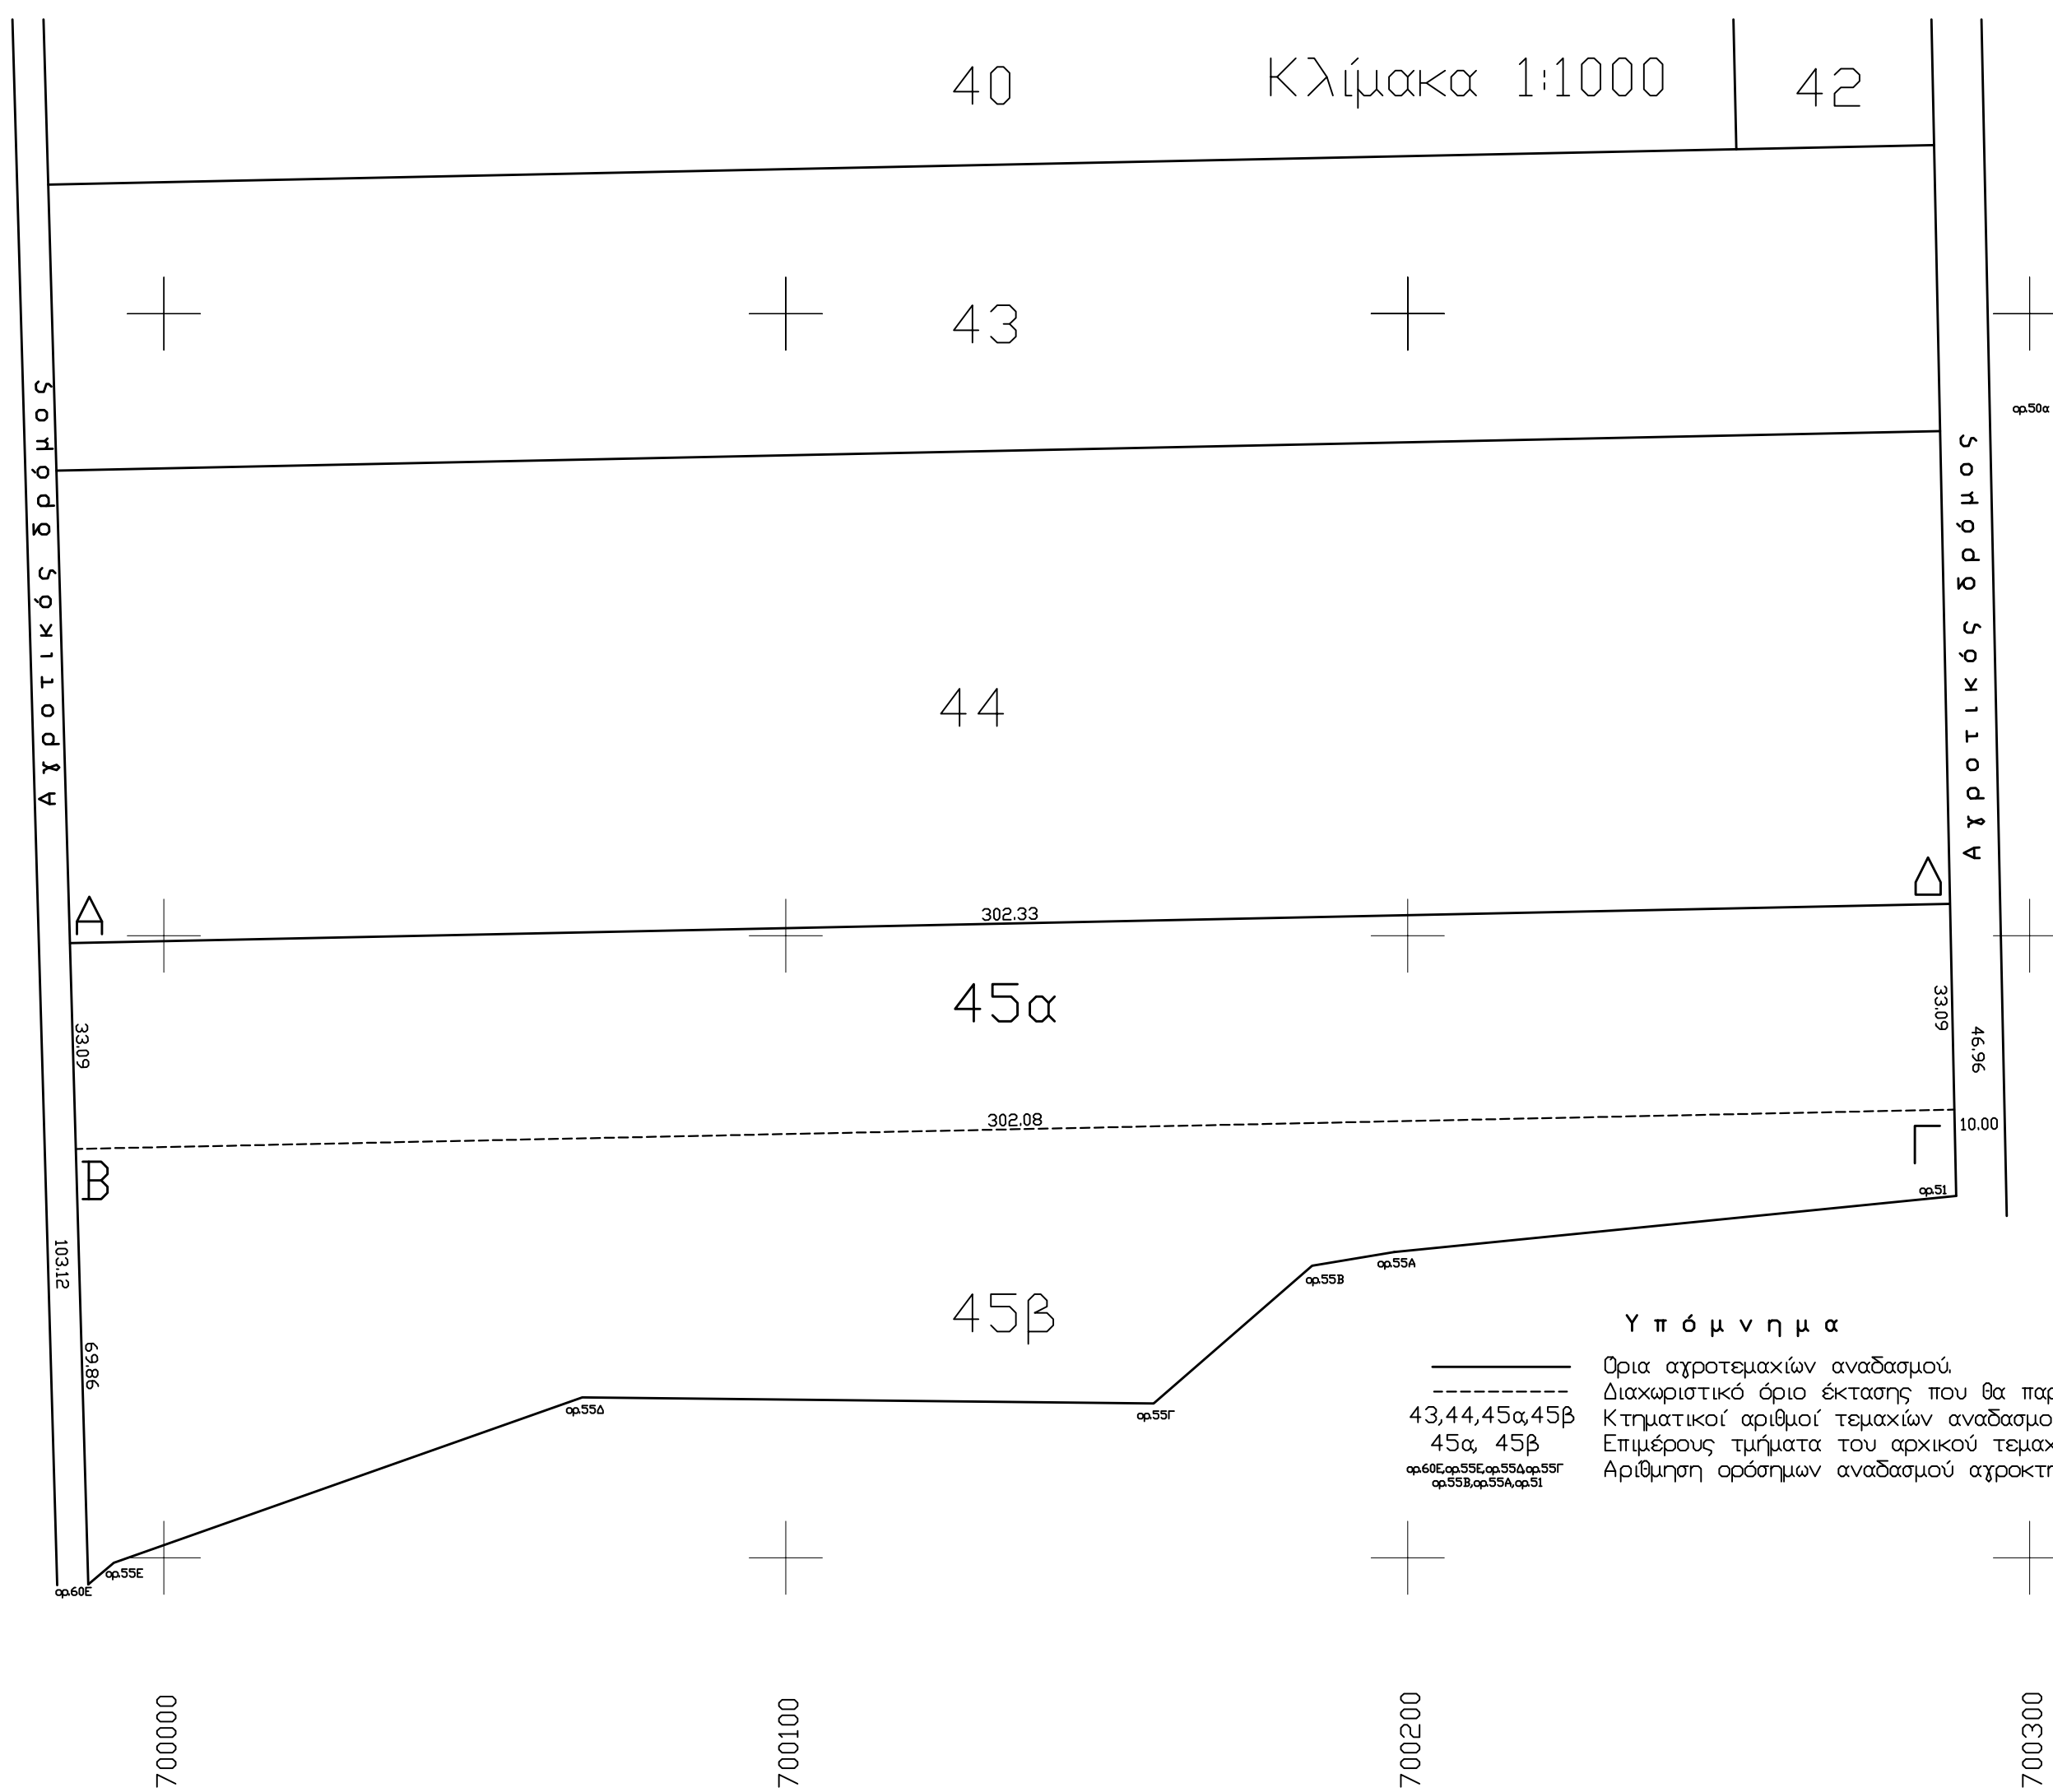 40
Κλίμακα 1:1000
42
43
ορ.50α
Αγροτικός δρόμος
Αγροτικός δρόμος
44
Α
Δ
302.33
45α
33.09
33.09
46.96
302.08
10.00
Β
Γ
ορ.51
103.12
69.86
45β
ορ.55Β
ορ.55Α
ορ.55Δ
ορ.55Γ
ορ.55Ε
ορ.60Ε
Υπόμνημα
Όρια αγροτεμαχίων αναδασμού.
Διαχωριστικό όριο έκτασης που θα παρ
43,44,45α,45β Κτηματικοί αριθμοί τεμαχίων αναδασμο
45α, 45β Επιμέρους τμήματα του αρχικού τεμαχ
ορ.60Ε,ορ.55Ε,ορ.55Δ,ορ.55Γ
ορ.55Β,ορ.55Α,ορ.51
Αρίθμηση ορόσημων αναδασμού αγροκτη
700000
700100
700200
700300